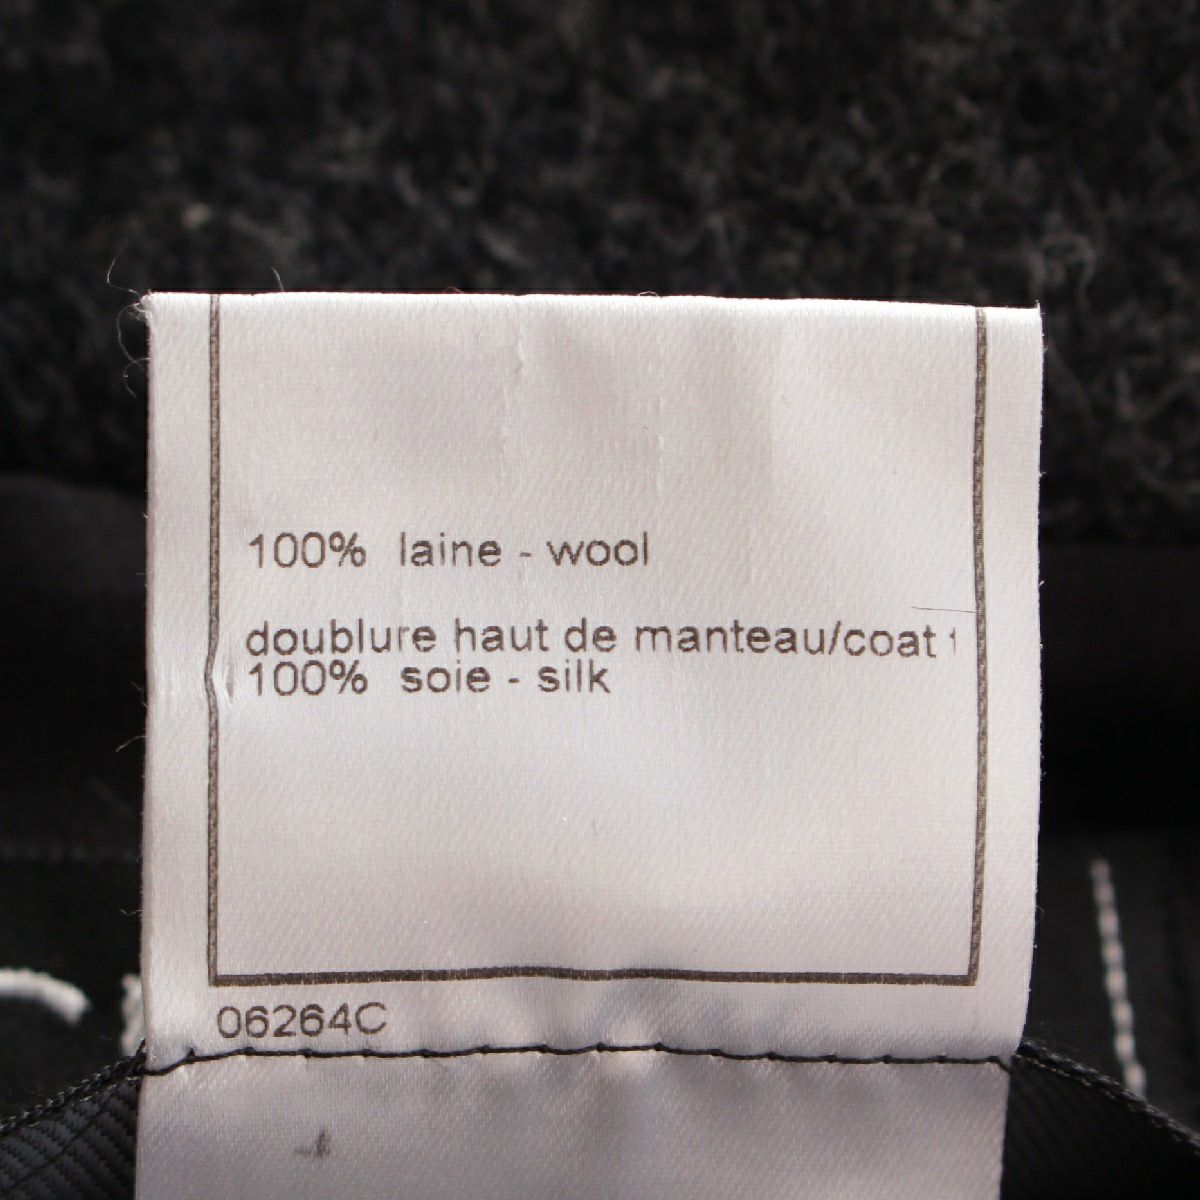 100% laine - wool
doublure haut de manteau/coat
100% soie - silk
06264C